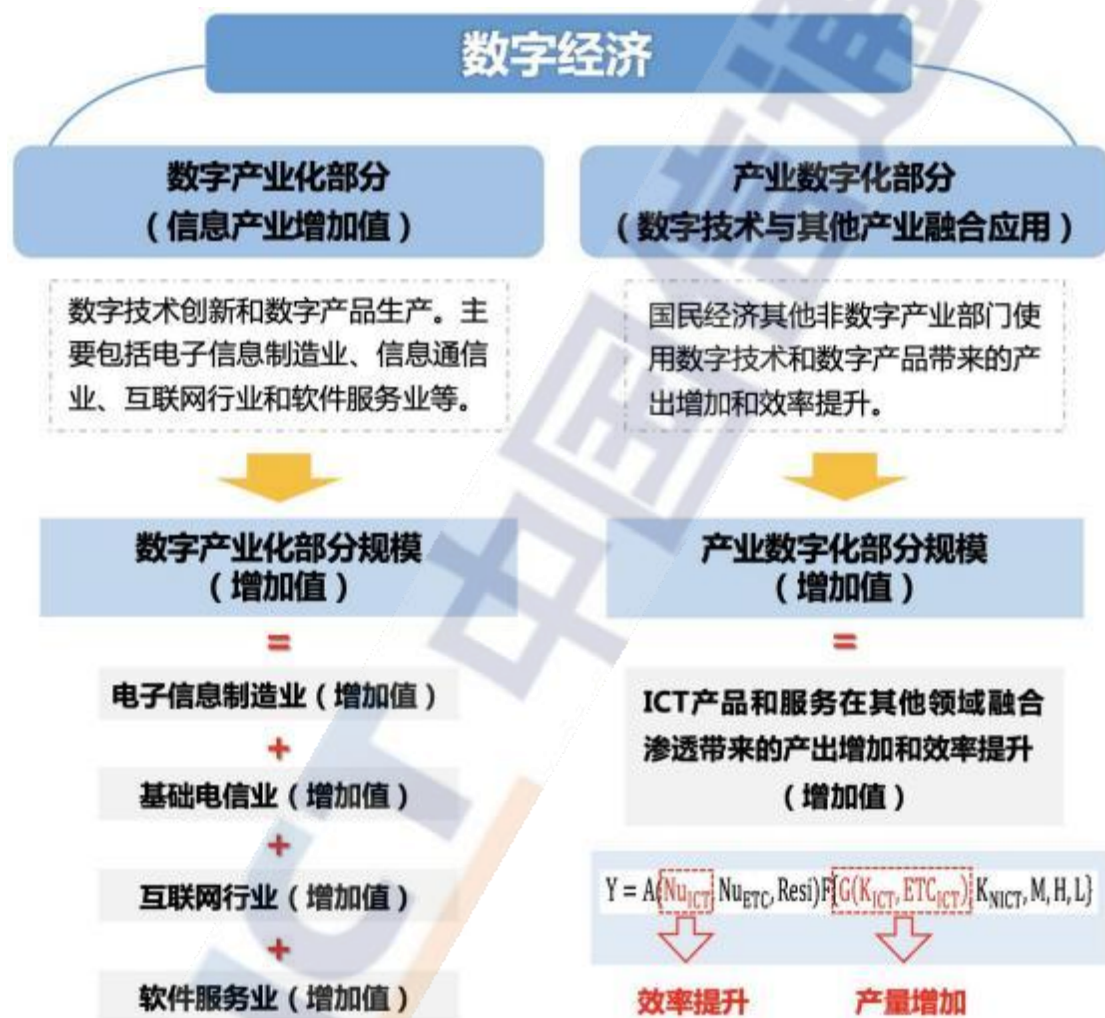 数字经济
数字产业化部分
（信息产业增加值）
数字技术创新和数字产品生产。主
要包括电子信息制造业、信息通信
业、互联网行业和软件服务业等。
数字产业化部分规模
（增加值）
=
电子信息制造业（增加值）
+
基础电信业（增加值）
+
互联网行业（增加值）
+
软件服务业（增加值）
产业数字化部分
（数字技术与其他产业融合应用）
国民经济其他非数字产业部门使
用数字技术和数字产品带来的产
出增加和效率提升。
产业数字化部分规模
（增加值）
=
ICT产品和服务在其他领域融合
渗透带来的产出增加和效率提升
（增加值）
Y = A(Nu_ICT, Nu_ETC, Resi)F{G(K_ICT, ETC_ICT), K_NICT, M, H, L}
效率提升
产量增加
中国信通